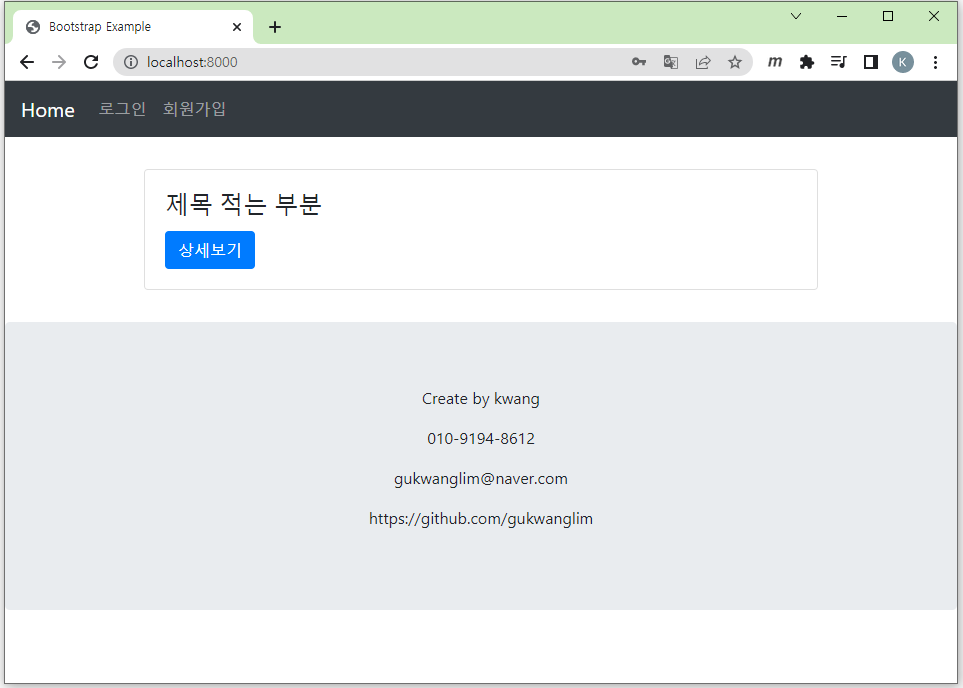 Bootstrap Example
localhost:8000
m
K
Home 로그인 회원가입
제목 적는 부분
상세보기
Create by kwang
010-9194-8612
gukwanglim@naver.com
https://github.com/gukwanglim